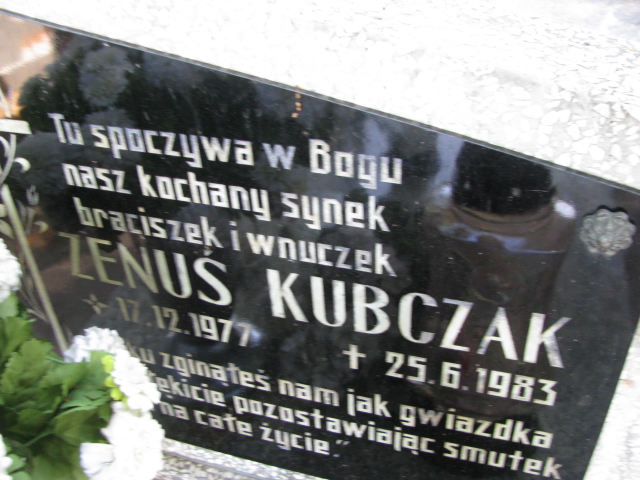 Tu spoczywa w Bogu
nasz kochany synek
braciszek i wnuczek
ZENUŚ KUBCZAK
17.12.1977
+ 25.6.1983
zginąłeś nam jak gwiazdka
pozostawiając smutek
na całe życie."